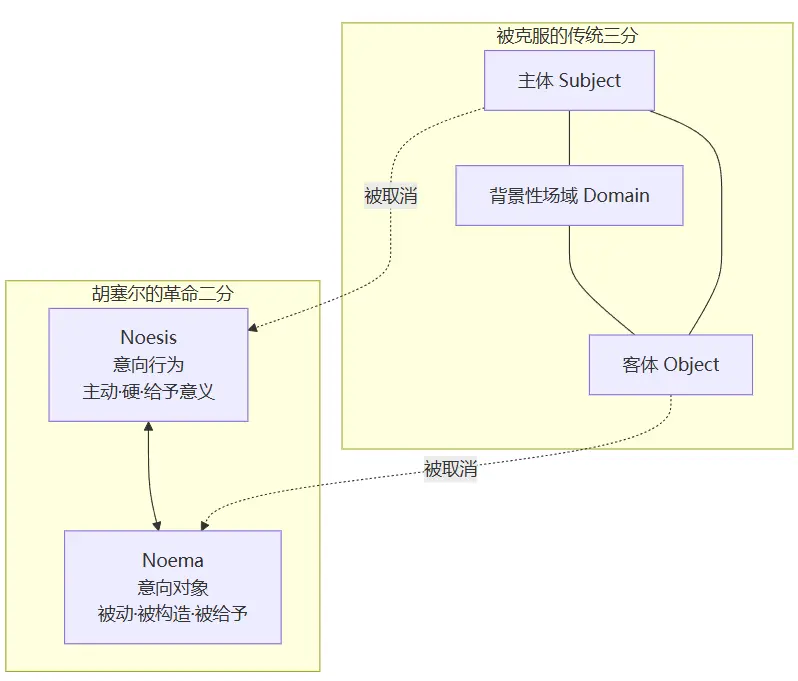 被克服的传统三分
主体 Subject
被取消
背景性场域 Domain
胡塞尔的革命二分
Noesis
意向行为
主动·硬·给予意义
客体 Object
被取消
Noema
意向对象
被动·被构造·被给予